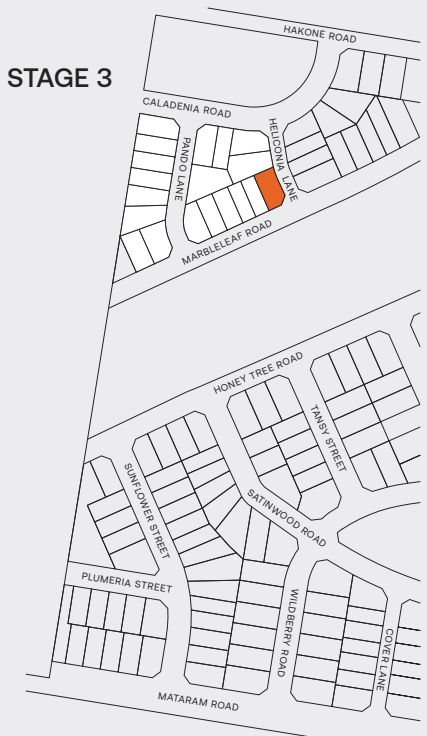 HAKONE ROAD
STAGE 3
CALADENIA ROAD
HELICONIA LANE
PANDO LANE
MARBLELEAF ROAD
HONEY TREE ROAD
TANSY STREET
SUNFLOWER STREET
SATINWOOD ROAD
PLUMERIA STREET
WILDBERRY ROAD
COVER LANE
MATARAM ROAD